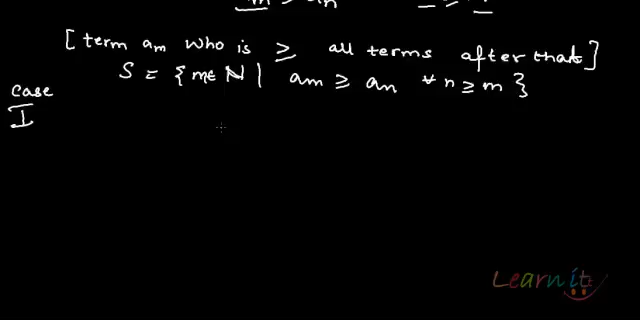 [term am who is ≥ all terms after that]
S = {m∈ N | am ≥ an ∀ n ≥ m}
case
I
Learnit